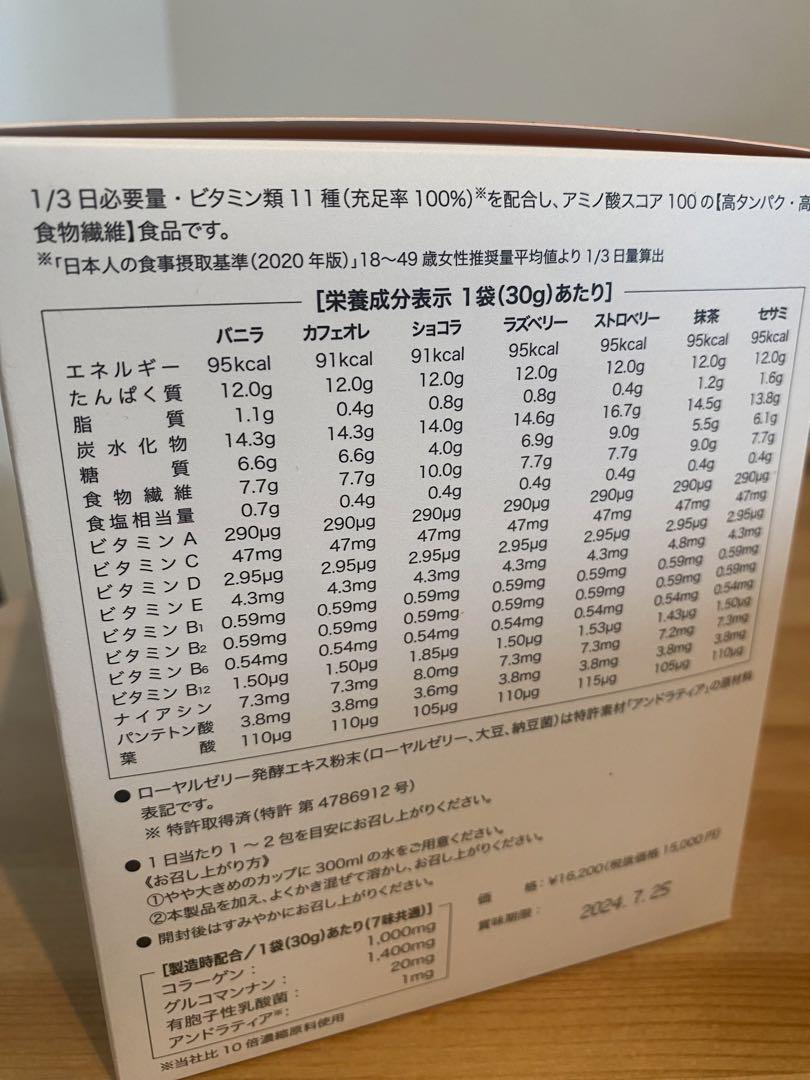 1/3日必要量・ビタミン類11種(充足率100%)※を配合し、アミノ酸スコア100の【高タンパク・高
食物繊維】食品です。
※「日本人の食事摂取基準(2020年版)」18〜49歳女性推奨量平均値より1/3日量算出
[栄養成分表示 1袋(30g)あたり]
バニラ カフェオレ ショコラ ラズベリー ストロベリー 抹茶 セサミ
エネルギー 95kcal 91kcal 91kcal 95kcal 95kcal 95kcal 95kcal
たんぱく質 12.0g 12.0g 12.0g 12.0g 12.0g 12.0g 12.0g
脂質 1.1g 0.4g 0.8g 0.8g 0.4g 1.2g 1.6g
炭水化物 14.3g 14.3g 14.0g 14.6g 16.7g 14.5g 13.8g
糖質 6.6g 6.6g 4.0g 6.9g 9.0g 5.5g 6.1g
食物繊維 7.7g 7.7g 10.0g 7.7g 7.7g 9.0g 7.7g
食塩相当量 0.7g 0.4g 0.4g 0.4g 0.4g 0.4g 0.4g
ビタミンA 290μg 290μg 290μg 290μg 290μg 290μg 290μg
ビタミンC 47mg 47mg 47mg 47mg 47mg 47mg 47mg
ビタミンD 2.95μg 2.95μg 2.95μg 2.95μg 2.95μg 2.95μg 2.95μg
ビタミンE 4.3mg 4.3mg 4.3mg 4.3mg 4.3mg 4.8mg 4.3mg
ビタミンB1 0.59mg 0.59mg 0.59mg 0.59mg 0.59mg 0.59mg 0.59mg
ビタミンB2 0.59mg 0.59mg 0.59mg 0.59mg 0.59mg 0.59mg 0.59mg
ビタミンB6 0.54mg 0.54mg 0.54mg 0.54mg 0.54mg 0.54mg 0.54mg
ビタミンB12 1.50μg 1.50μg 1.85μg 1.50μg 1.53μg 1.43μg 1.50μg
ナイアシン 7.3mg 7.3mg 8.0mg 7.3mg 7.3mg 7.2mg 7.3mg
パンテトン酸 3.8mg 3.8mg 3.6mg 3.8mg 3.8mg 3.8mg 3.8mg
葉酸 110μg 110μg 105μg 110μg 115μg 105μg 110μg
●ローヤルゼリー発酵エキス粉末(ローヤルゼリー、大豆、納豆菌)は特許素材「アンドラティア」の原材料
表記です。
※特許取得済(特許 第4786912号)
●1日当たり1〜2包を目安にお召し上がりください。
《お召し上がり方》
①やや大きめのカップに300mlの水をご用意ください。
②本製品を加え、よくかき混ぜて溶かし、お召し上がりください。
●開封後はすみやかにお召し上がりください。
価格:¥16,200(税抜価格 15,000円)
賞味期限: 2024.7.25
[製造時配合/1袋(30g)あたり(7味共通)]
コラーゲン: 1,000mg
グルコマンナン: 1,400mg
有胞子性乳酸菌: 20mg
アンドラティア※: 1mg
※当社比10倍濃縮原料使用